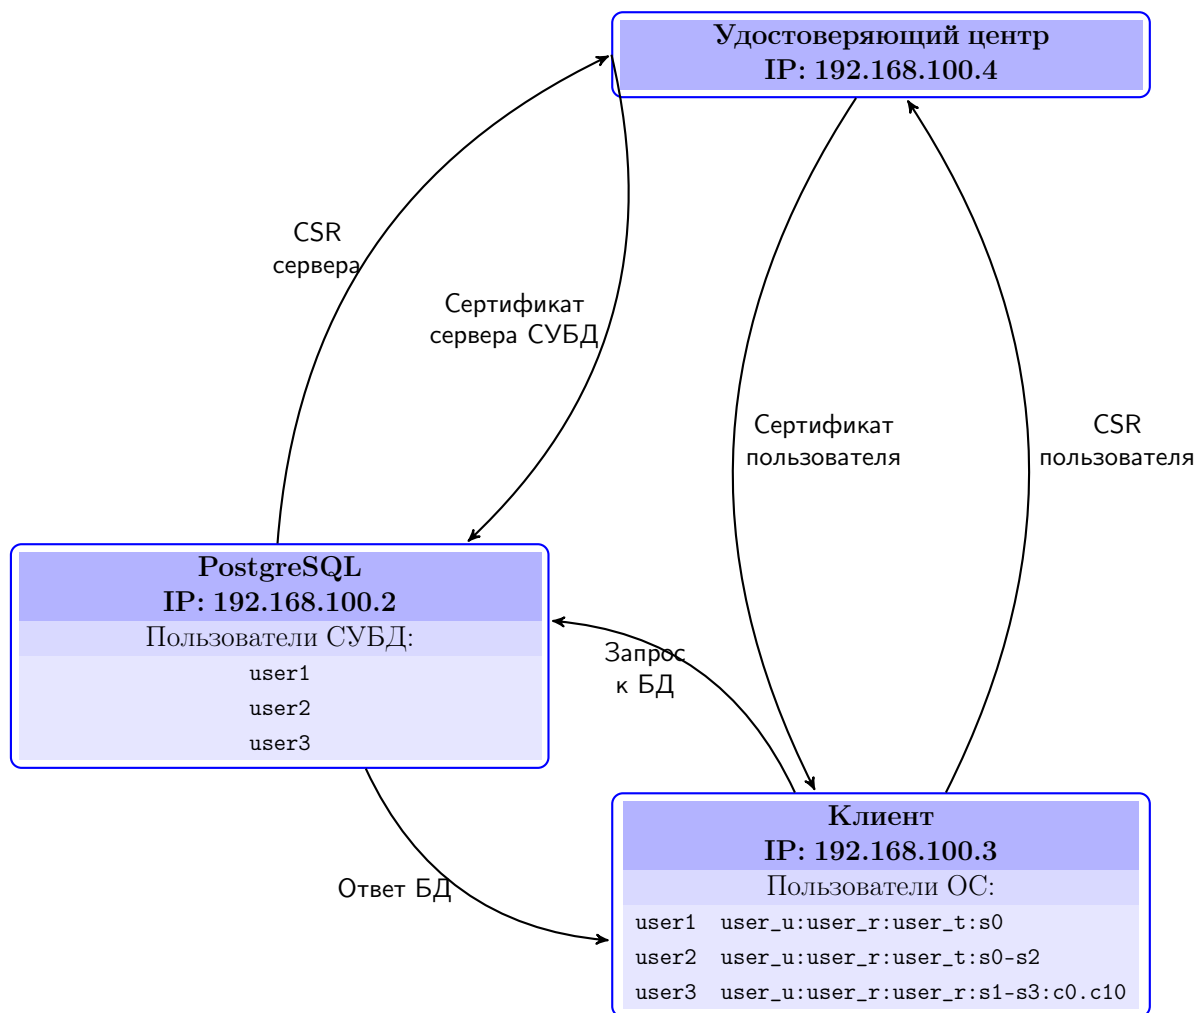 Удостоверяющий центр
IP: 192.168.100.4
CSR
сервера
Сертификат
сервера СУБД
Сертификат
пользователя
CSR
пользователя
PostgreSQL
IP: 192.168.100.2
Пользователи СУБД:
user1
user2
user3
Запрос
к БД
Ответ БД
Клиент
IP: 192.168.100.3
Пользователи ОС:
user1 user_u:user_r:user_t:s0
user2 user_u:user_r:user_t:s0-s2
user3 user_u:user_r:user_r:s1-s3:c0.c10